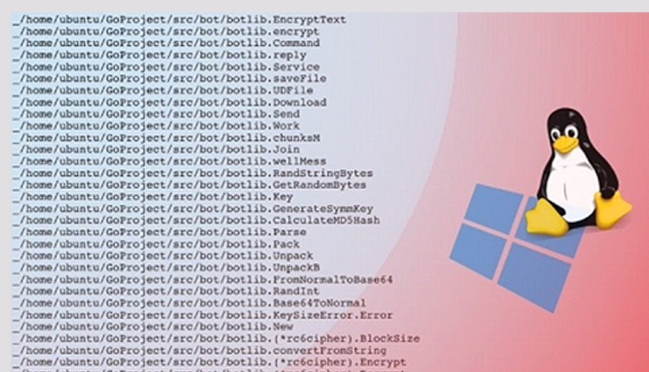 _/home/ubuntu/GoProject/src/bot/botlib.EncryptText
_/home/ubuntu/GoProject/src/bot/botlib.encrypt
_/home/ubuntu/GoProject/src/bot/botlib.Command
_/home/ubuntu/GoProject/src/bot/botlib.reply
_/home/ubuntu/GoProject/src/bot/botlib.Service
_/home/ubuntu/GoProject/src/bot/botlib.saveFile
_/home/ubuntu/GoProject/src/bot/botlib.UDFile
_/home/ubuntu/GoProject/src/bot/botlib.Download
_/home/ubuntu/GoProject/src/bot/botlib.Send
_/home/ubuntu/GoProject/src/bot/botlib.Work
_/home/ubuntu/GoProject/src/bot/botlib.chunksM
_/home/ubuntu/GoProject/src/bot/botlib.Join
_/home/ubuntu/GoProject/src/bot/botlib.wellMess
_/home/ubuntu/GoProject/src/bot/botlib.RandStringBytes
_/home/ubuntu/GoProject/src/bot/botlib.GetRandomBytes
_/home/ubuntu/GoProject/src/bot/botlib.Key
_/home/ubuntu/GoProject/src/bot/botlib.GenerateSymmKey
_/home/ubuntu/GoProject/src/bot/botlib.CalculateMD5Hash
_/home/ubuntu/GoProject/src/bot/botlib.Parse
_/home/ubuntu/GoProject/src/bot/botlib.Pack
_/home/ubuntu/GoProject/src/bot/botlib.Unpack
_/home/ubuntu/GoProject/src/bot/botlib.UnpackB
_/home/ubuntu/GoProject/src/bot/botlib.FromNormalToBase64
_/home/ubuntu/GoProject/src/bot/botlib.RandInt
_/home/ubuntu/GoProject/src/bot/botlib.Base64ToNormal
_/home/ubuntu/GoProject/src/bot/botlib.KeySizeError.Error
_/home/ubuntu/GoProject/src/bot/botlib.New
_/home/ubuntu/GoProject/src/bot/botlib.(*rc6cipher).BlockSize
_/home/ubuntu/GoProject/src/bot/botlib.convertFromString
_/home/ubuntu/GoProject/src/bot/botlib.(*rc6cipher).Encrypt